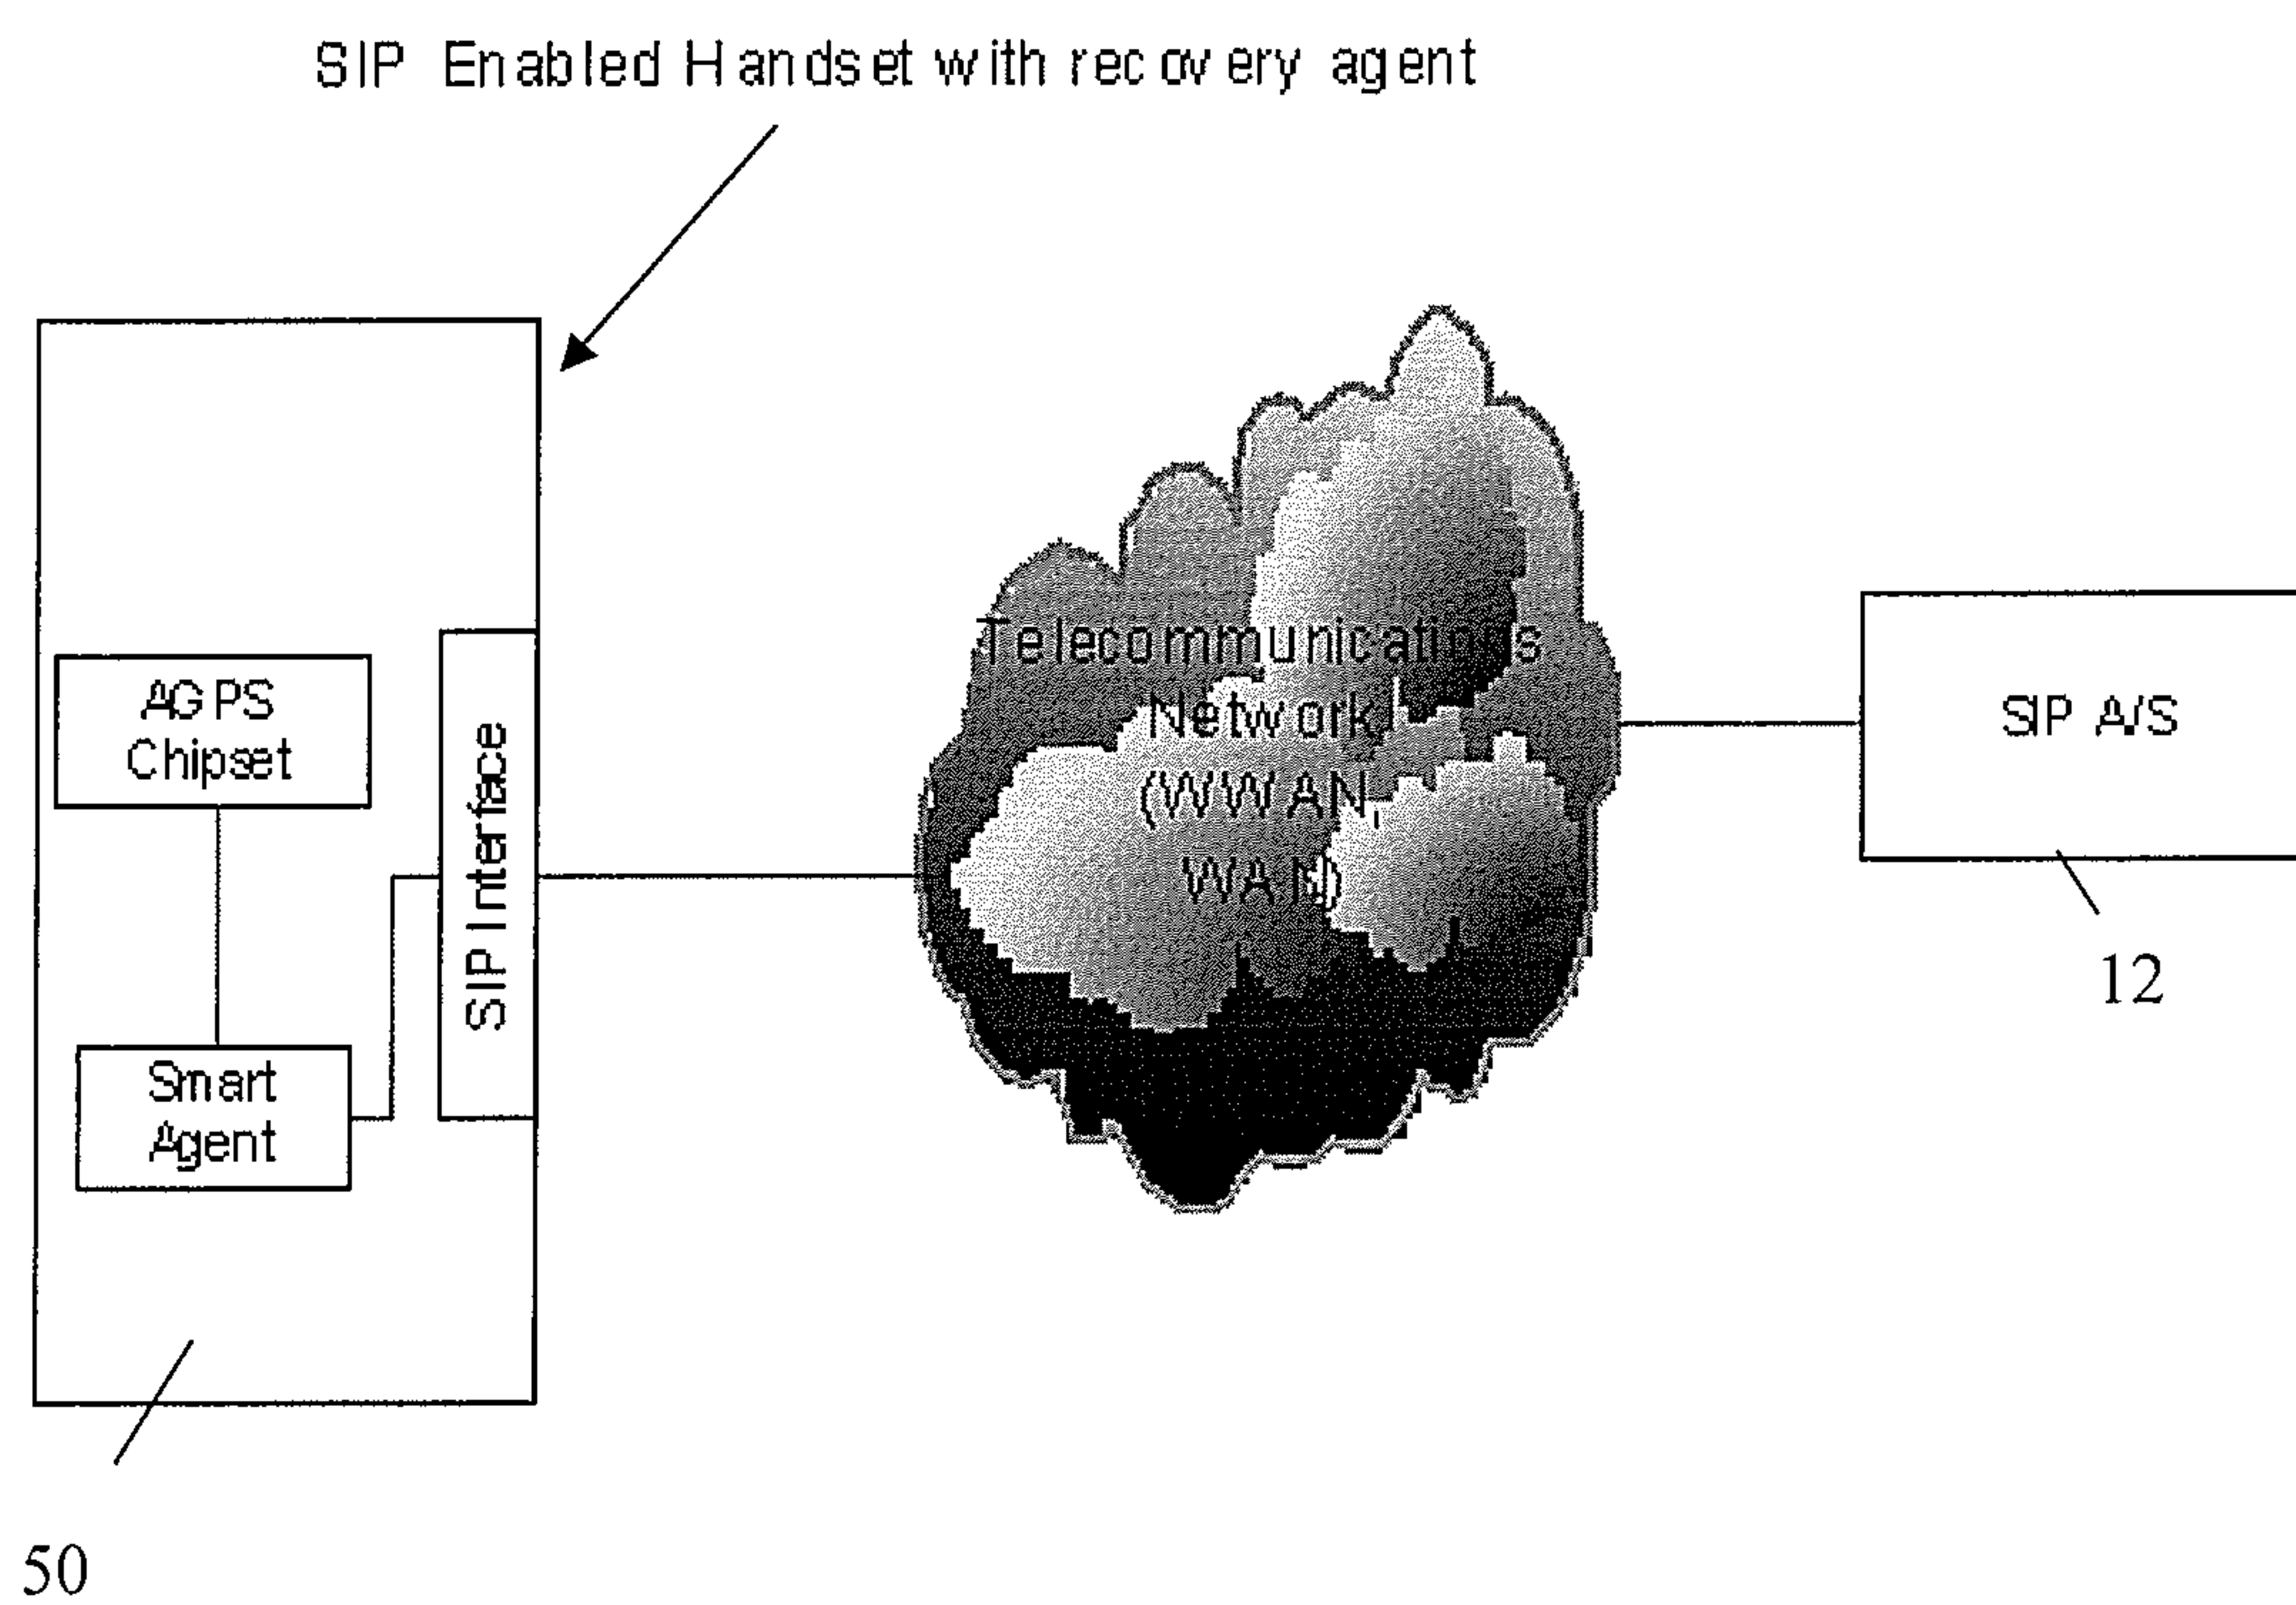 SIP Enabled Handset with recovery agent
AGPS
Chipset
SIP Interface
Smart
Agent
Telecommunications
Network
(WWAN,
WAN)
SIP A/S
12
50